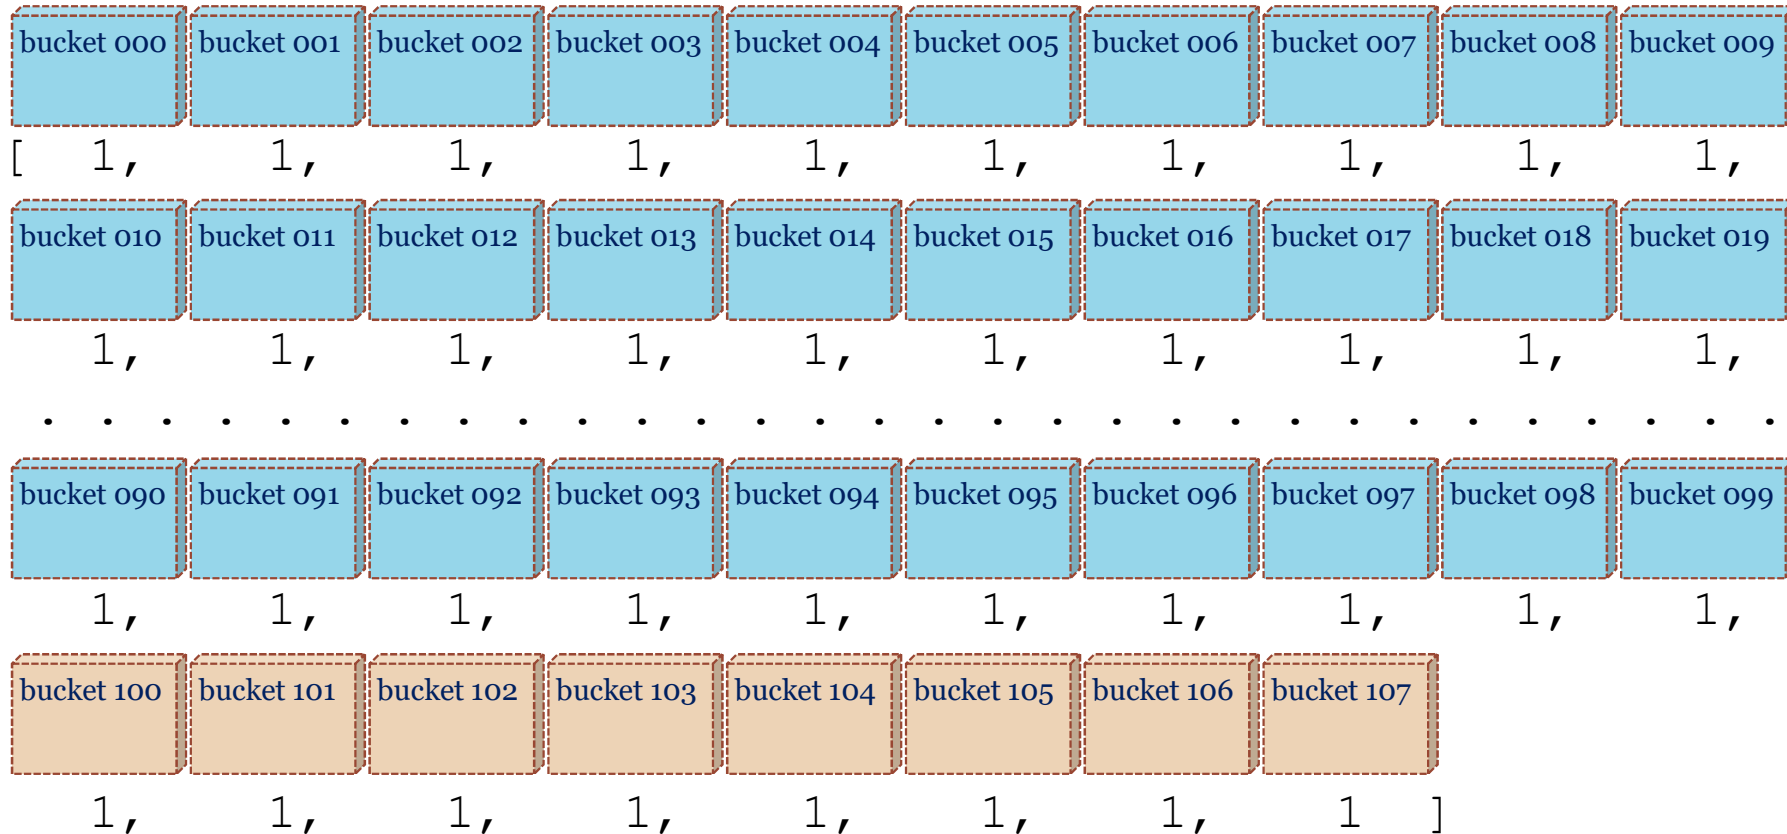 bucket 000 bucket 001 bucket 002 bucket 003 bucket 004 bucket 005 bucket 006 bucket 007 bucket 008 bucket 009
[ 1, 1, 1, 1, 1, 1, 1, 1, 1, 1,
bucket 010 bucket 011 bucket 012 bucket 013 bucket 014 bucket 015 bucket 016 bucket 017 bucket 018 bucket 019
1, 1, 1, 1, 1, 1, 1, 1, 1, 1,
. . . . . . . . . . . . . . . . . . . . . . . . . . . . . .
bucket 090 bucket 091 bucket 092 bucket 093 bucket 094 bucket 095 bucket 096 bucket 097 bucket 098 bucket 099
1, 1, 1, 1, 1, 1, 1, 1, 1, 1,
bucket 100 bucket 101 bucket 102 bucket 103 bucket 104 bucket 105 bucket 106 bucket 107
1, 1, 1, 1, 1, 1, 1, 1 ]